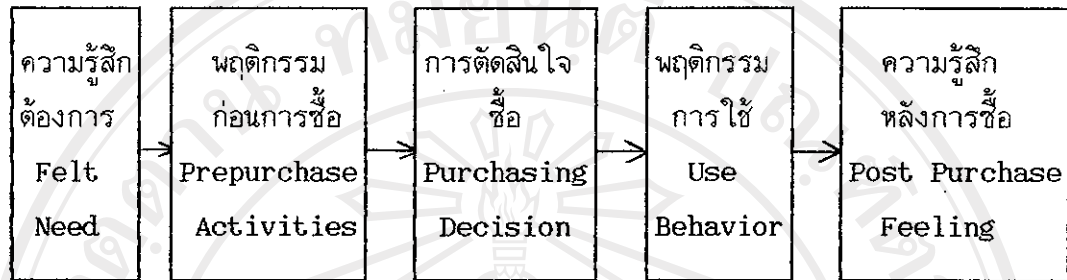 ความรู้สึก
ต้องการ
Felt
Need
พฤติกรรม
ก่อนการซื้อ
Prepurchase
Activities
การตัดสินใจ
ซื้อ
Purchasing
Decision
พฤติกรรม
การใช้
Use
Behavior
ความรู้สึก
หลังการซื้อ
Post Purchase
Feeling